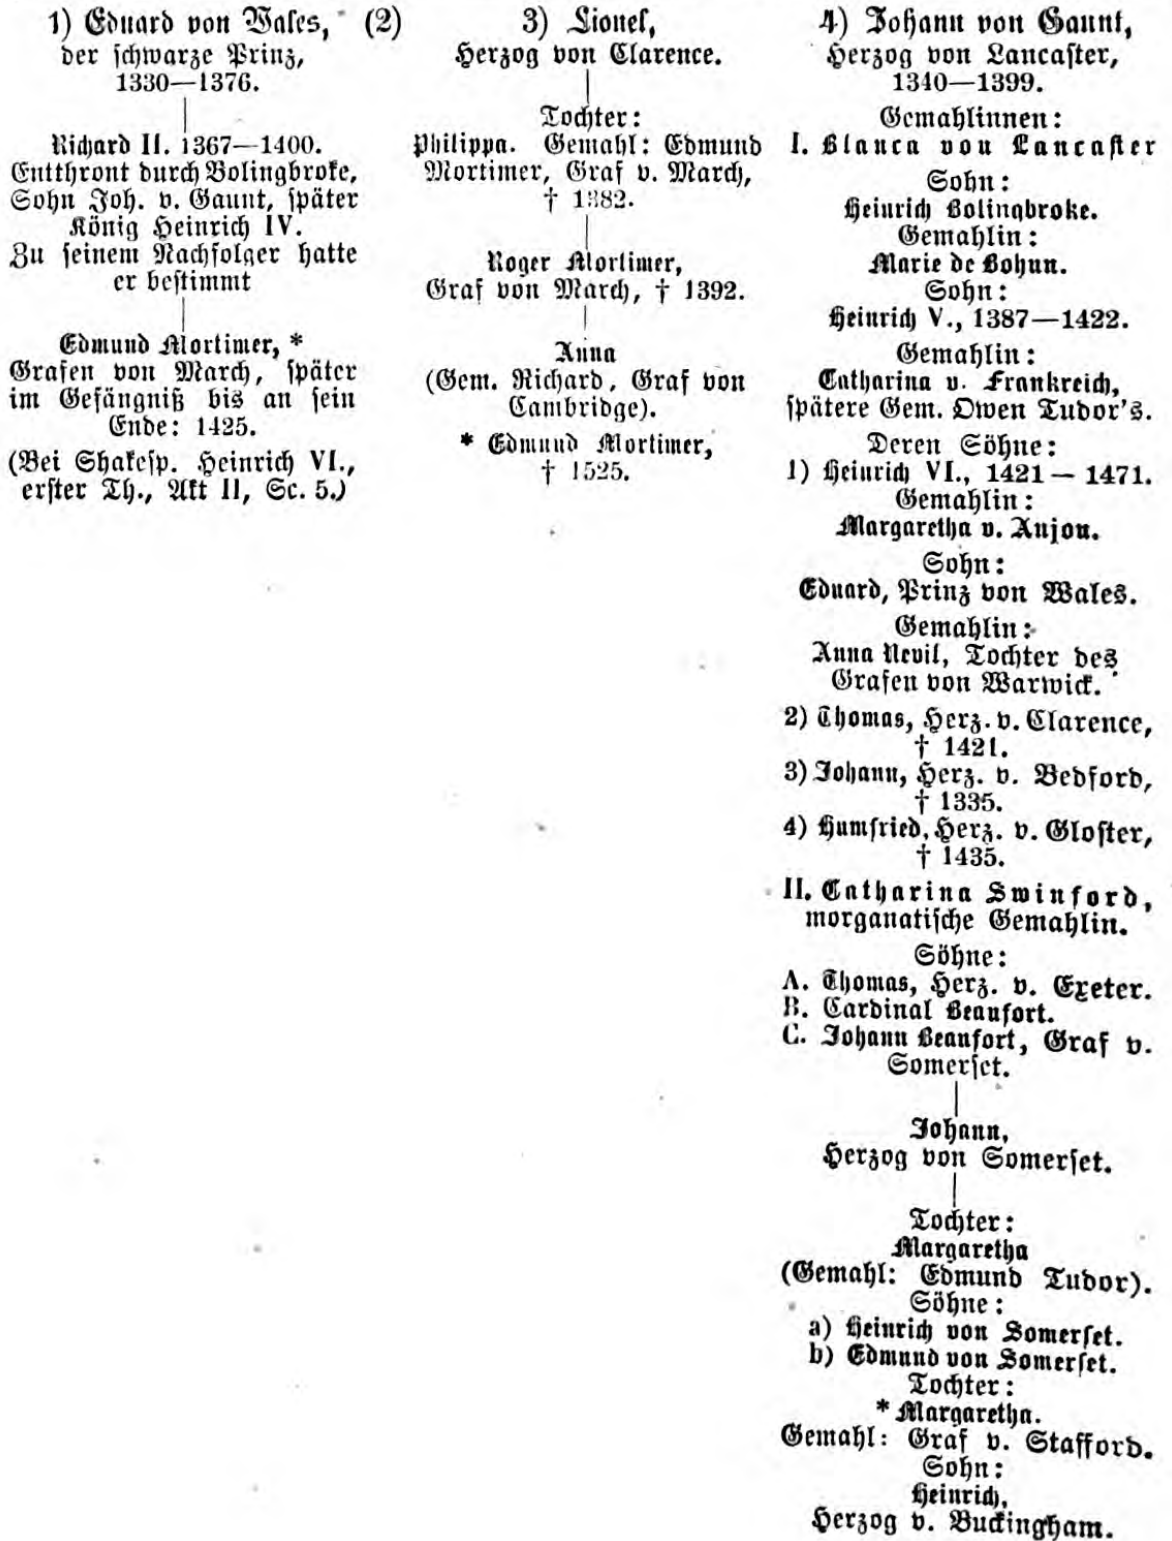 1) Eduard von Wales, (2)
der schwarze Prinz,
1330—1376.
Richard II. 1367—1400.
Entthront durch Bolingbroke,
Sohn Joh. v. Gaunt, später
König Heinrich IV.
Zu seinem Nachfolger hatte
er bestimmt
Edmund Mortimer, *
Grafen von March, später
im Gefängniß bis an sein
Ende: 1425.
(Bei Shakesp. Heinrich VI.,
erster Th., Akt II, Sc. 5.)
3) Lionel,
Herzog von Clarence.
Tochter:
Philippa. Gemahl: Edmund
Mortimer, Graf v. March,
† 1382.
Roger Mortimer,
Graf von March, † 1392.
Anna
(Gem. Richard, Graf von
Cambridge).
* Edmund Mortimer,
† 1525.
4) Johann von Gaunt,
Herzog von Lancaster,
1340—1399.
Gemahlinnen:
I. Blanca von Lancaster
Sohn:
Heinrich Bolingbroke.
Gemahlin:
Marie de Bohun.
Sohn:
Heinrich V., 1387—1422.
Gemahlin:
Catharina v. Frankreich,
spätere Gem. Owen Tudor's.
Deren Söhne:
1) Heinrich VI., 1421—1471.
Gemahlin:
Margaretha v. Anjou.
Sohn:
Eduard, Prinz von Wales.
Gemahlin:
Anna Nevil, Tochter des
Grafen von Warwick.
2) Thomas, Herz. v. Clarence,
† 1421.
3) Johann, Herz. v. Bedford,
† 1335.
4) Humfried, Herz. v. Gloster,
† 1435.
II. Catharina Swinford,
morganatische Gemahlin.
Söhne:
A. Thomas, Herz. v. Exeter.
B. Cardinal Beaufort.
C. Johann Beaufort, Graf v.
Somerset.
Johann,
Herzog von Somerset.
Tochter:
Margaretha
(Gemahl: Edmund Tudor).
Söhne:
a) Heinrich von Somerset.
b) Edmund von Somerset.
Tochter:
* Margaretha.
Gemahl: Graf v. Stafford.
Sohn:
Heinrich,
Herzog v. Buckingham.